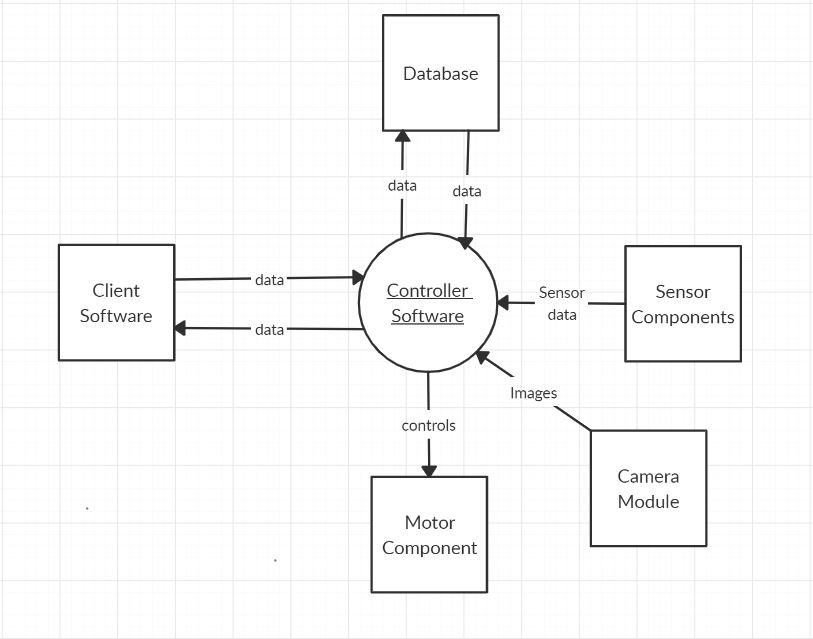 Database
data
data
Client
Software
data
data
Controller
Software
Sensor
data
Sensor
Components
Images
controls
Camera
Module
Motor
Component